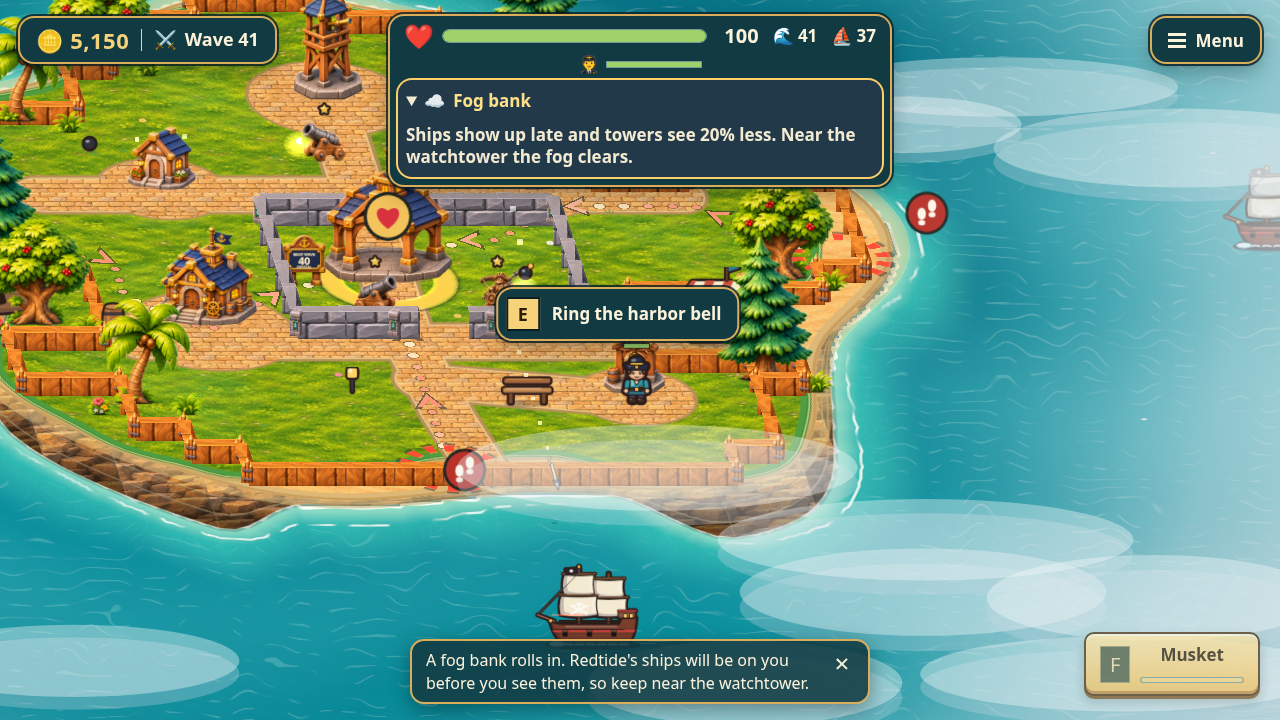 5,150
Wave 41
100
41
37
Menu
Fog bank
Ships show up late and towers see 20% less. Near the
watchtower the fog clears.
BEST WAVE
40
E
Ring the harbor bell
A fog bank rolls in. Redtide's ships will be on you
before you see them, so keep near the watchtower.
F
Musket